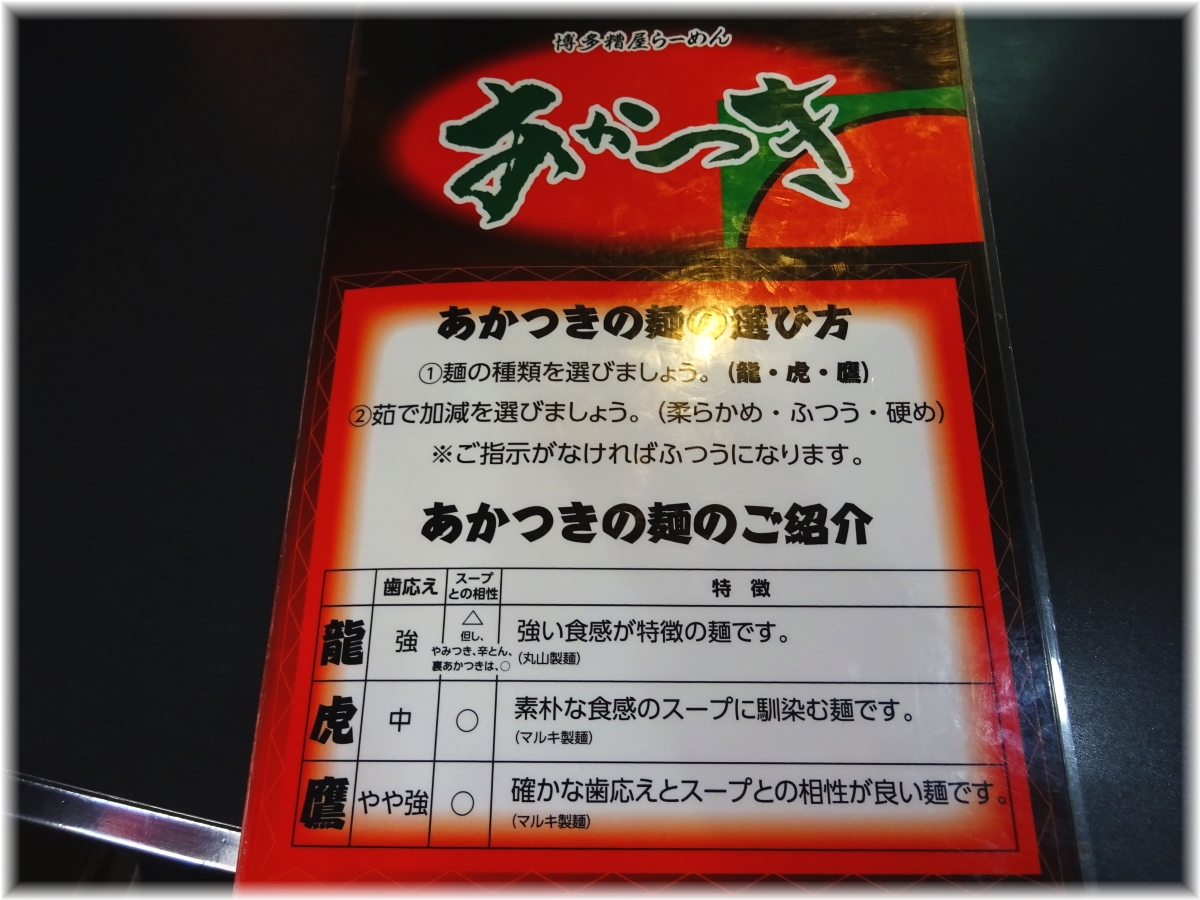 博多糟屋らーめん
あかつき
あかつきの麺の選び方
①麺の種類を選びましょう。(龍・虎・鷹)
②茹で加減を選びましょう。(柔らかめ・ふつう・硬め)
※ご指示がなければふつうになります。
あかつきの麺のご紹介
歯応え スープとの相性 特 徴
龍 強 △ 但し、やみつき、辛とん、裏あかつきは、○ 強い食感が特徴の麺です。
(丸山製麺)
虎 中 ○ 素朴な食感のスープに馴染む麺です。
(マルキ製麺)
鷹 やや強 ○ 確かな歯応えとスープとの相性が良い麺です。
(マルキ製麺)